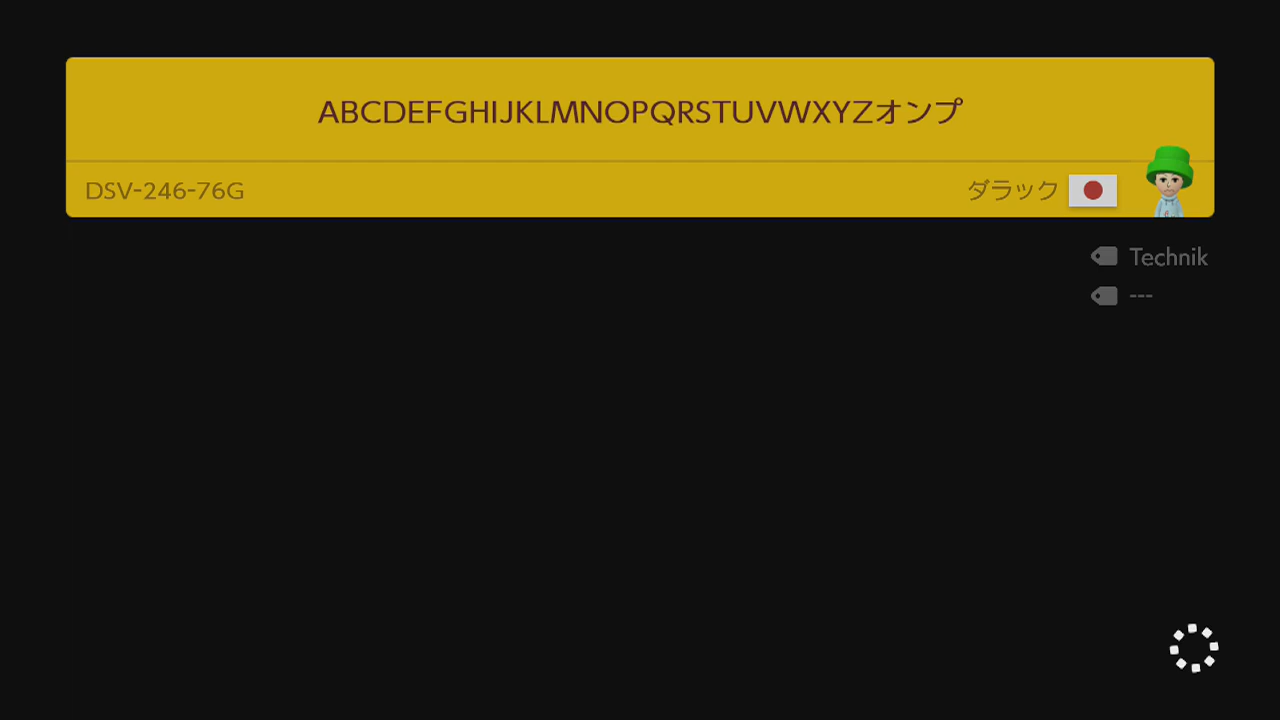 ABCDEFGHIJKLMNOPQRSTUVWXYZオンプ
DSV-246-76G
ダラック
Technik
---